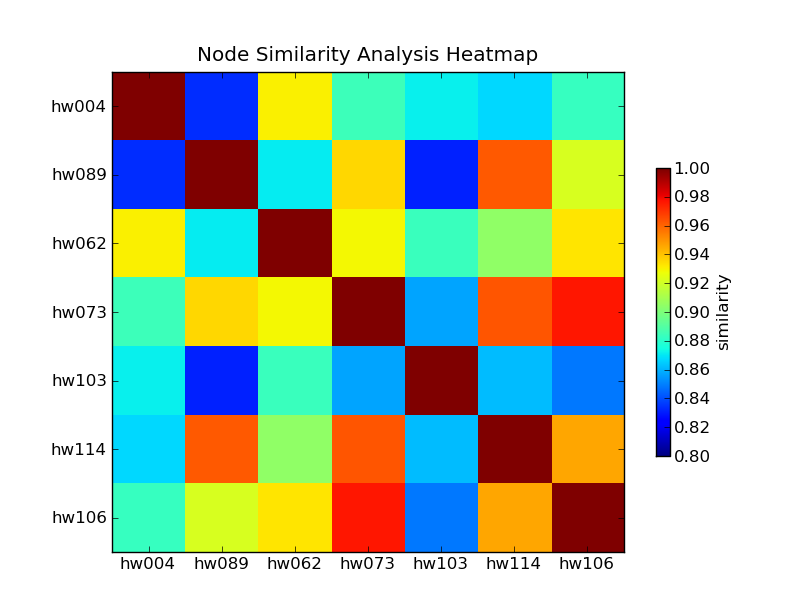 Node Similarity Analysis Heatmap
hw004
hw089
hw062
hw073
hw103
hw114
hw106
hw004 hw089 hw062 hw073 hw103 hw114 hw106
1.00
0.98
0.96
0.94
0.92
0.90
0.88
0.86
0.84
0.82
0.80
similarity